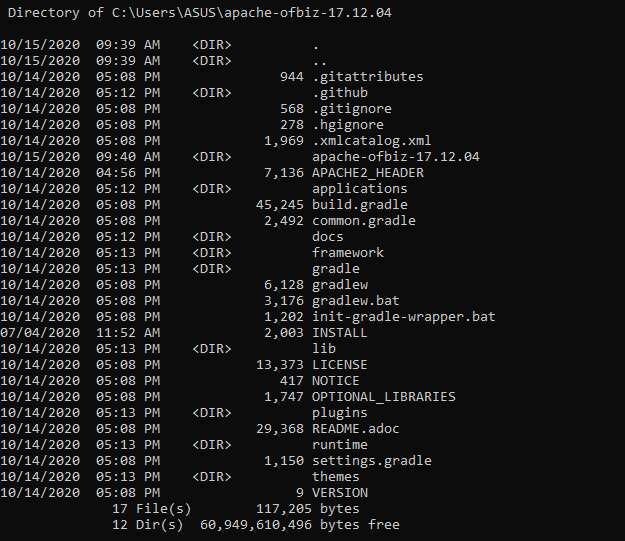 Directory of C:\Users\ASUS\apache-ofbiz-17.12.04
10/15/2020  09:39 AM    <DIR>          .
10/15/2020  09:39 AM    <DIR>          ..
10/14/2020  05:08 PM               944 .gitattributes
10/14/2020  05:12 PM    <DIR>          .github
10/14/2020  05:08 PM               568 .gitignore
10/14/2020  05:08 PM               278 .hgignore
10/14/2020  05:08 PM             1,969 .xmlcatalog.xml
10/15/2020  09:40 AM    <DIR>          apache-ofbiz-17.12.04
10/14/2020  04:56 PM             7,136 APACHE2_HEADER
10/14/2020  05:12 PM    <DIR>          applications
10/14/2020  05:08 PM            45,245 build.gradle
10/14/2020  05:08 PM             2,492 common.gradle
10/14/2020  05:12 PM    <DIR>          docs
10/14/2020  05:13 PM    <DIR>          framework
10/14/2020  05:13 PM    <DIR>          gradle
10/14/2020  05:08 PM             6,128 gradlew
10/14/2020  05:08 PM             3,176 gradlew.bat
10/14/2020  05:08 PM             1,202 init-gradle-wrapper.bat
07/04/2020  11:52 AM             2,003 INSTALL
10/14/2020  05:13 PM    <DIR>          lib
10/14/2020  05:08 PM            13,373 LICENSE
10/14/2020  05:08 PM               417 NOTICE
10/14/2020  05:08 PM             1,747 OPTIONAL_LIBRARIES
10/14/2020  05:13 PM    <DIR>          plugins
10/14/2020  05:08 PM            29,368 README.adoc
10/14/2020  05:13 PM    <DIR>          runtime
10/14/2020  05:08 PM             1,150 settings.gradle
10/14/2020  05:13 PM    <DIR>          themes
10/14/2020  05:08 PM                 9 VERSION
17 File(s)        117,205 bytes
12 Dir(s)  60,949,610,496 bytes free